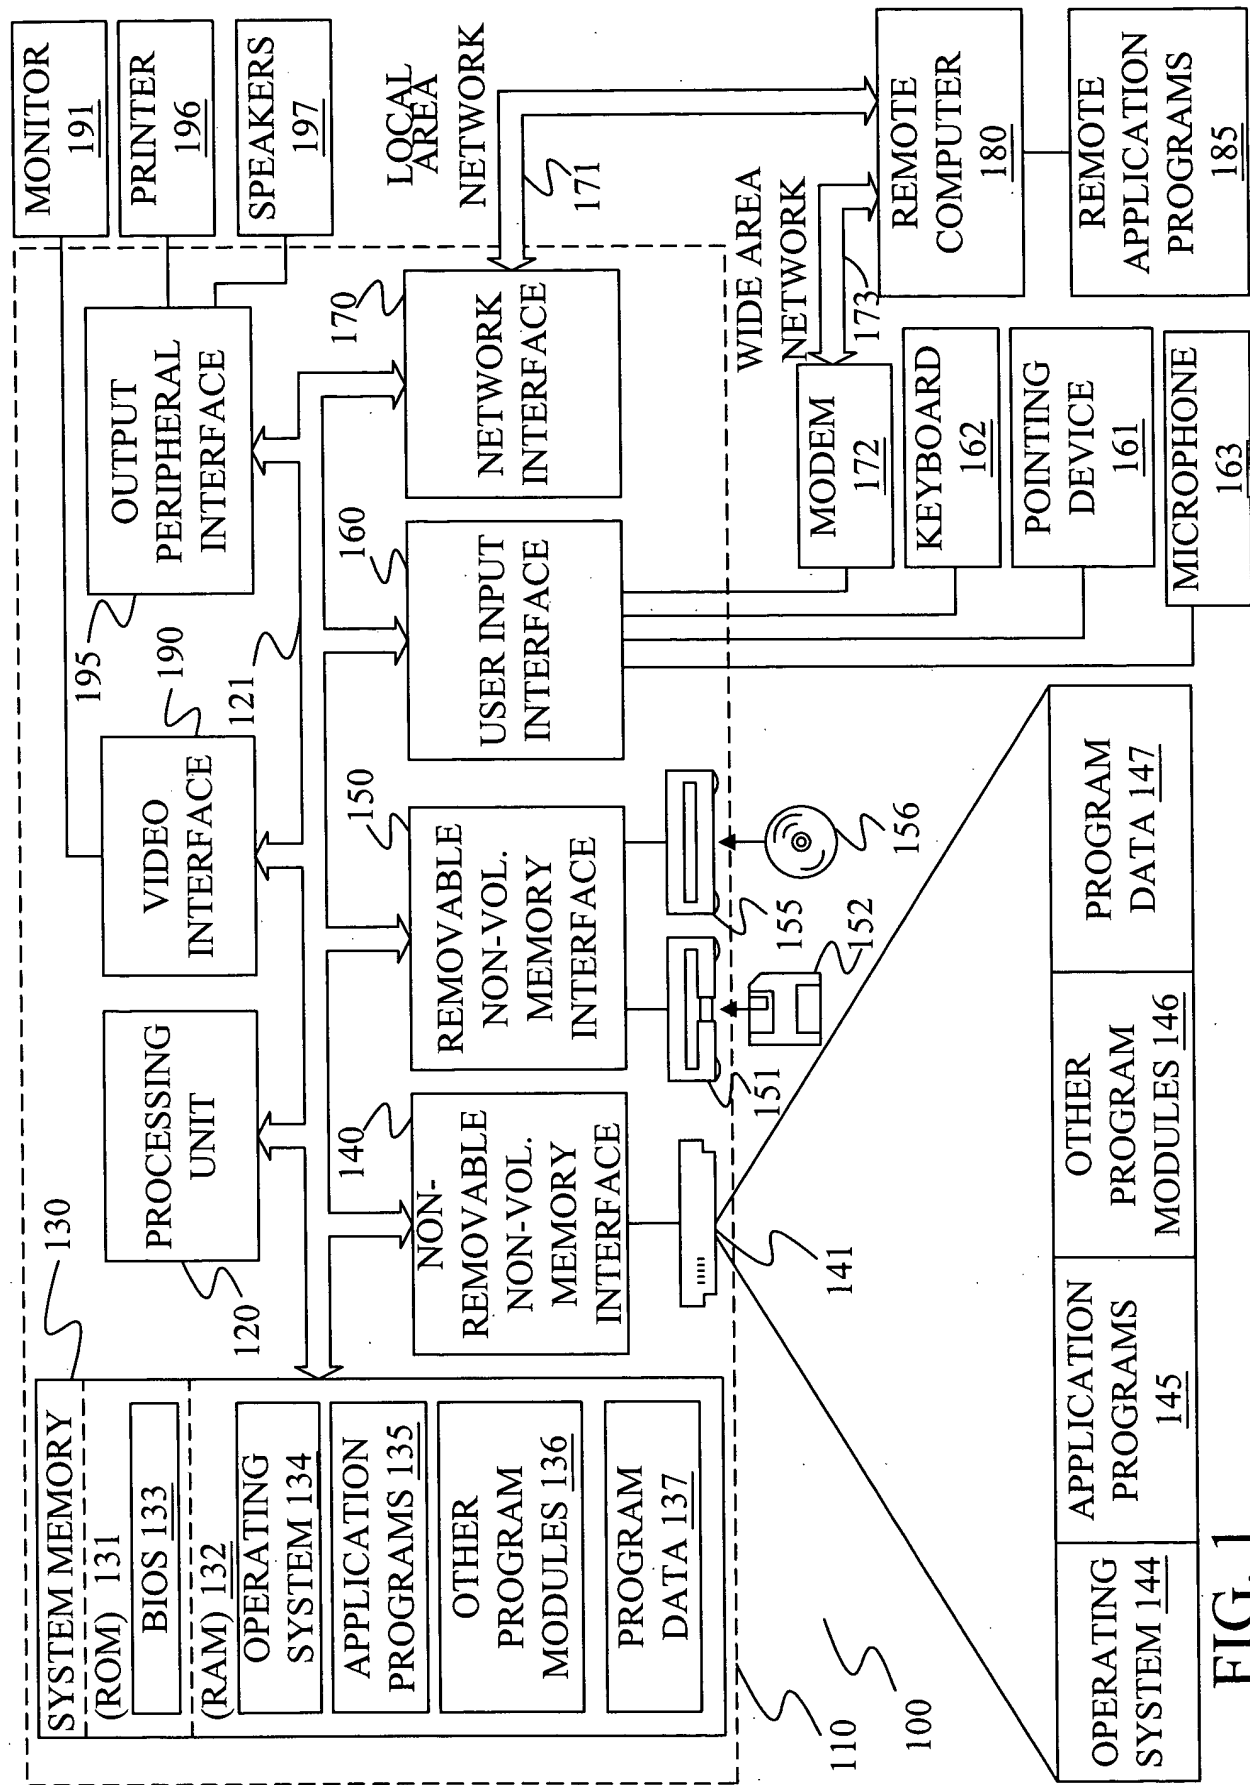 SYSTEM MEMORY
(ROM) 131
BIOS 133
(RAM) 132
OPERATING
SYSTEM 134
APPLICATION
PROGRAMS 135
OTHER
PROGRAM
MODULES 136
PROGRAM
DATA 137
130
PROCESSING
UNIT
120
VIDEO
INTERFACE
190
121
OUTPUT
PERIPHERAL
INTERFACE
195
MONITOR
191
PRINTER
196
SPEAKERS
197
NON-
REMOVABLE
NON-VOL.
MEMORY
INTERFACE
140
REMOVABLE
NON-VOL.
MEMORY
INTERFACE
150
USER INPUT
INTERFACE
160
NETWORK
INTERFACE
170
LOCAL
AREA
NETWORK
171
WIDE AREA
NETWORK
173
MODEM
172
KEYBOARD
162
POINTING
DEVICE
161
MICROPHONE
163
REMOTE
COMPUTER
180
REMOTE
APPLICATION
PROGRAMS
185
141
151
152
155
156
110
100
OPERATING
SYSTEM 144
APPLICATION
PROGRAMS
145
OTHER
PROGRAM
MODULES 146
PROGRAM
DATA 147
FIG. 1